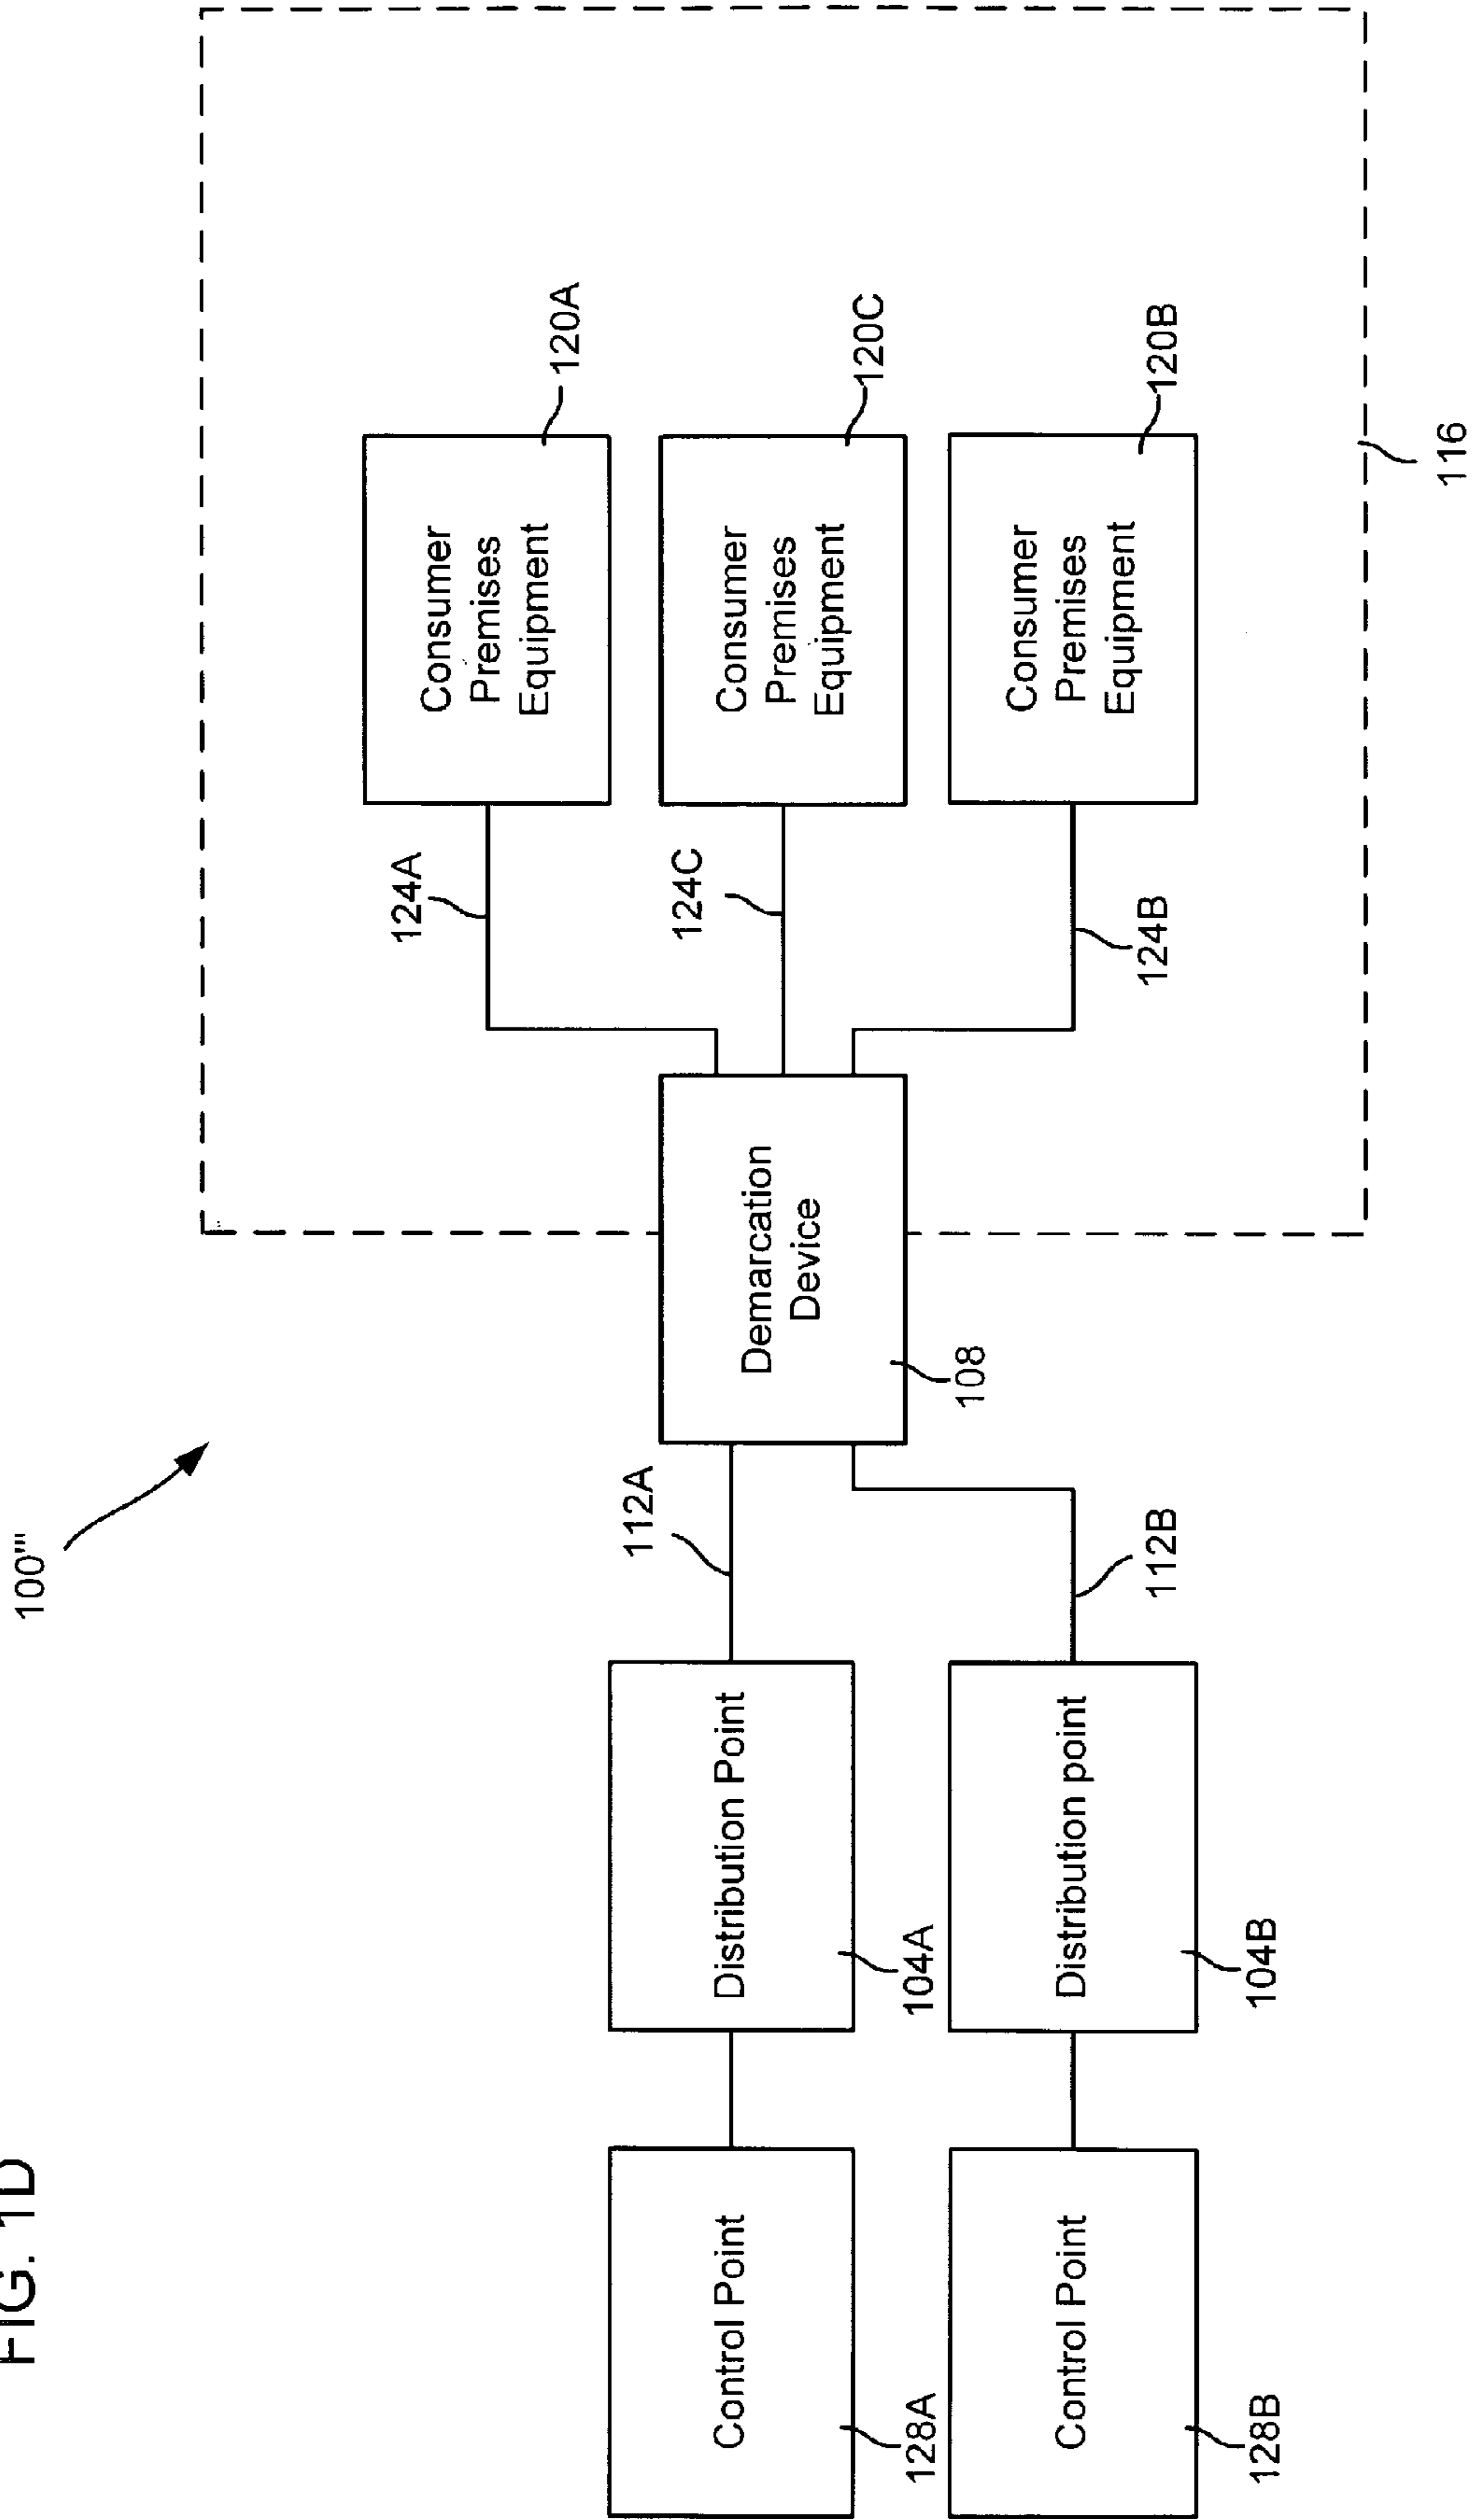 FIG. 1D
100'''
Control Point
128A
Distribution Point
104A
112A
Demarcation
Device
108
124A
Consumer
Premises
Equipment
120A
124C
Consumer
Premises
Equipment
120C
Control Point
128B
Distribution point
104B
112B
124B
Consumer
Premises
Equipment
120B
116